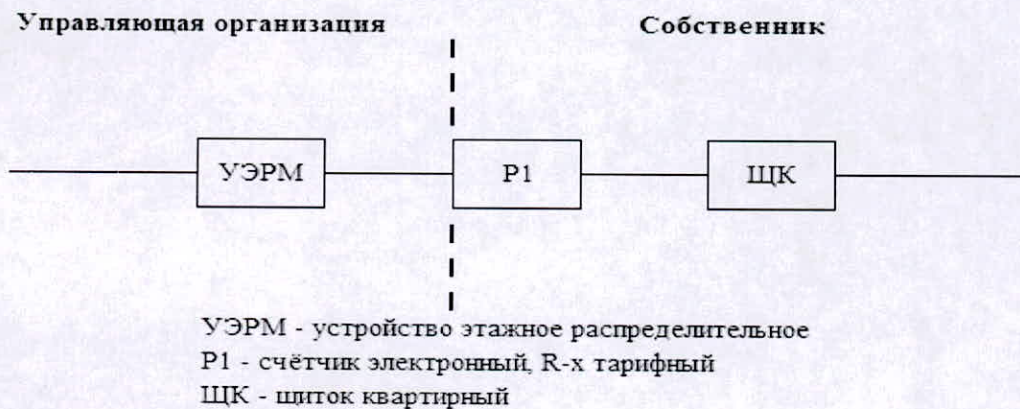 Управляющая организация
Собственник
УЭРМ
Р1
ЩК
УЭРМ - устройство этажное распределительное
Р1 - счётчик электронный, R-х тарифный
ЩК - щиток квартирный